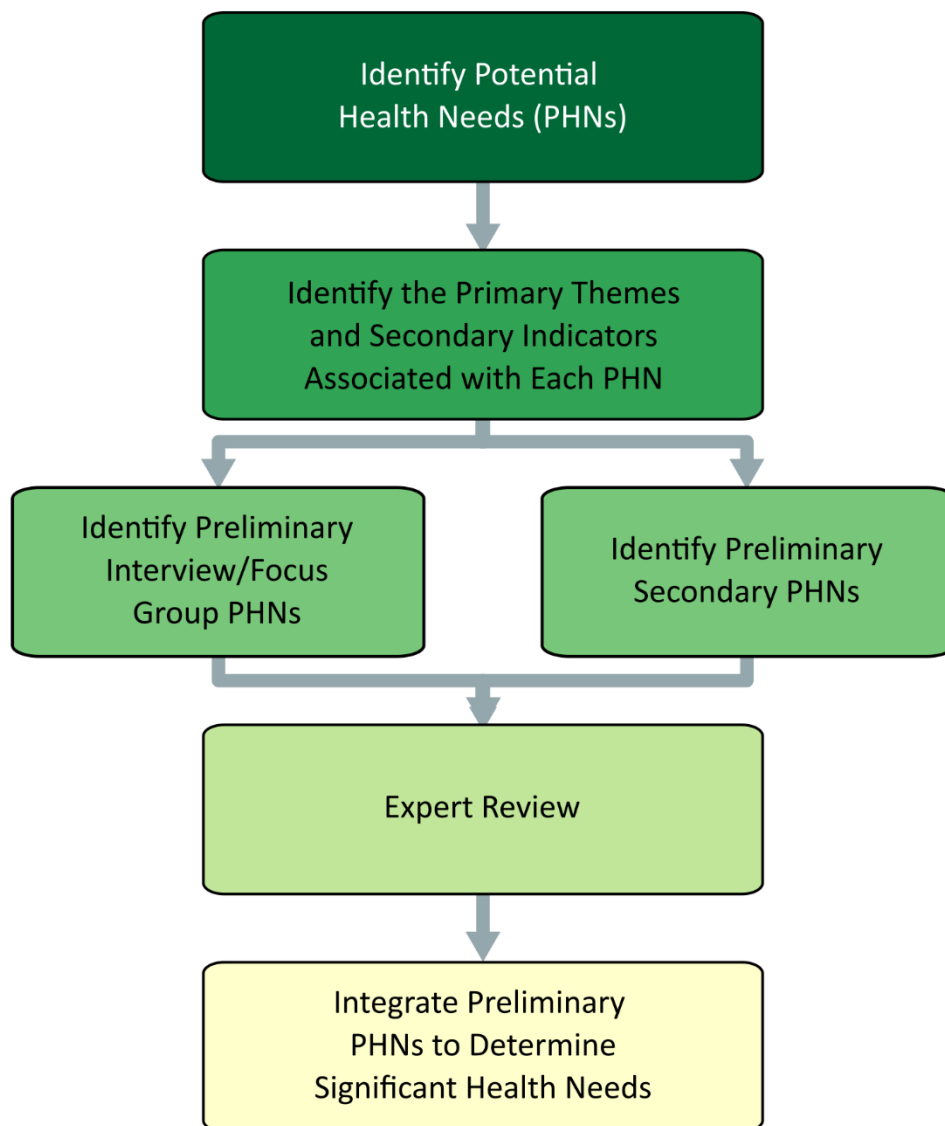 Identify Potential
Health Needs (PHNs)
Identify the Primary Themes
and Secondary Indicators
Associated with Each PHN
Identify Preliminary
Interview/Focus
Group PHNs
Identify Preliminary
Secondary PHNs
Expert Review
Integrate Preliminary
PHNs to Determine
Significant Health Needs